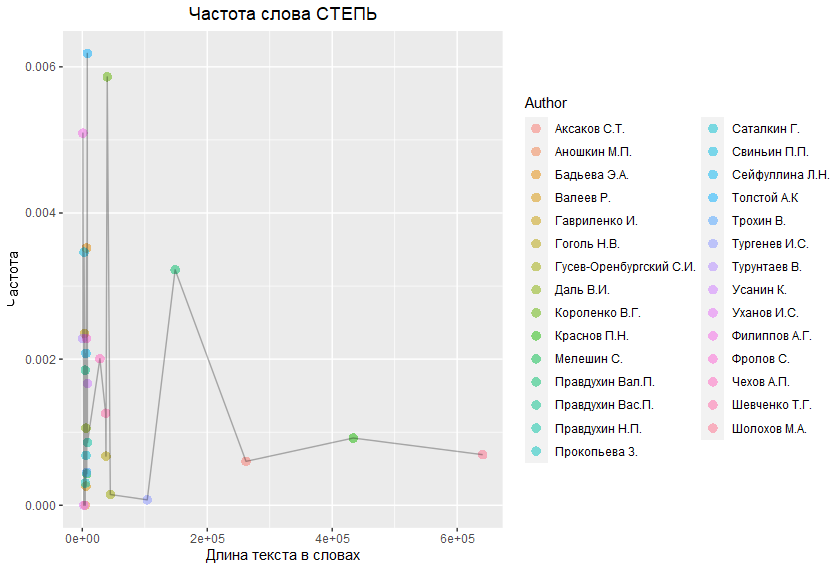 Частота слова СТЕПЬ
0.006
0.004
0.002
0.000
Частота
0e+00
2e+05
4e+05
6e+05
Длина текста в словах
Author
Аксаков С.Т.
Аношкин М.П.
Бадьева Э.А.
Валеев Р.
Гавриленко И.
Гоголь Н.В.
Гусев-Оренбургский С.И.
Даль В.И.
Короленко В.Г.
Краснов П.Н.
Мелешин С.
Правдухин Вал.П.
Правдухин Вас.П.
Правдухин Н.П.
Прокопьева З.
Саталкин Г.
Свиньин П.П.
Сейфуллина Л.Н.
Толстой А.К
Трохин В.
Тургенев И.С.
Турунтаев В.
Усанин К.
Уханов И.С.
Филиппов А.Г.
Фролов С.
Чехов А.П.
Шевченко Т.Г.
Шолохов М.А.